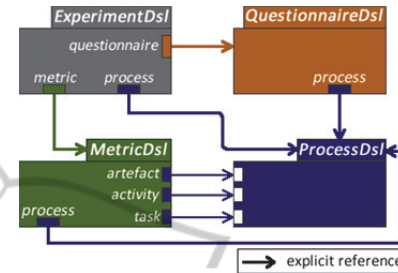 ExperimentDsl
QuestionnaireDsl
questionnaire
metric process
process
MetricDsl
ProcessDsl
artefact
activity
task
process
explicit reference